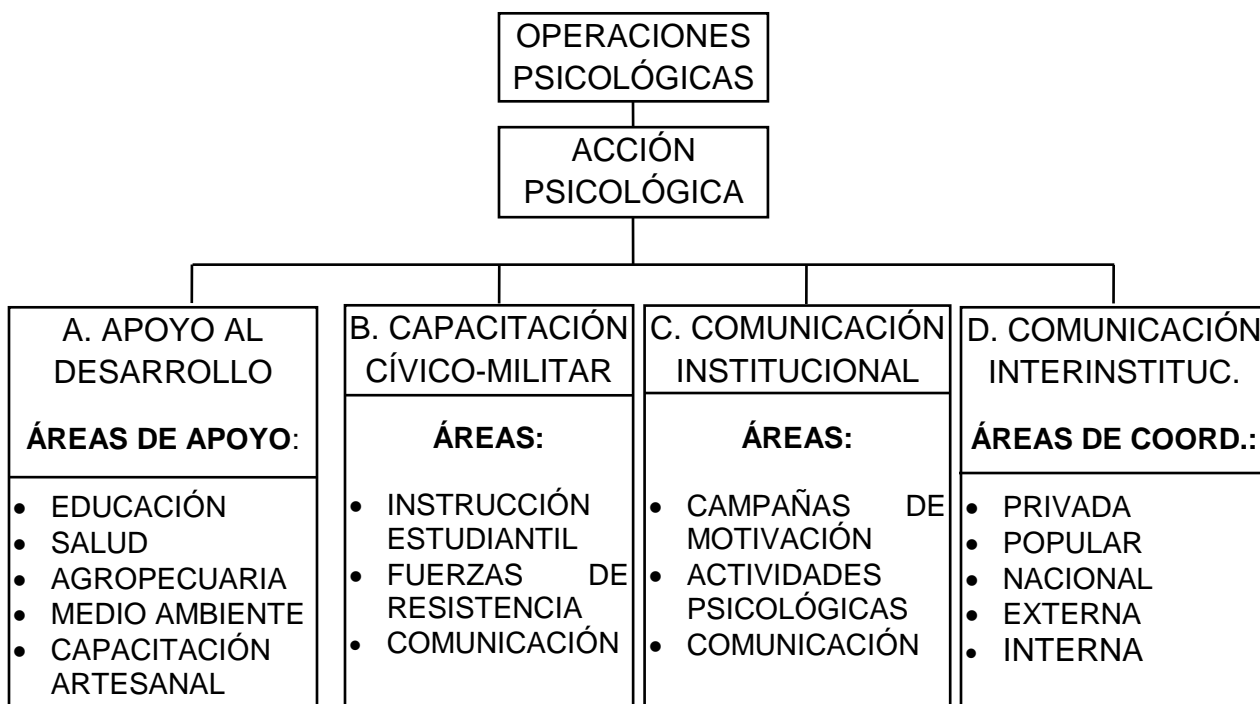 OPERACIONES
PSICOLÓGICAS
ACCIÓN
PSICOLÓGICA
A. APOYO AL
DESARROLLO
ÁREAS DE APOYO:
• EDUCACIÓN
• SALUD
• AGROPECUARIA
• MEDIO AMBIENTE
• CAPACITACIÓN
ARTESANAL
B. CAPACITACIÓN
CÍVICO-MILITAR
ÁREAS:
• INSTRUCCIÓN
ESTUDIANTIL
• FUERZAS DE
RESISTENCIA
• COMUNICACIÓN
C. COMUNICACIÓN
INSTITUCIONAL
ÁREAS:
• CAMPAÑAS DE
MOTIVACIÓN
• ACTIVIDADES
PSICOLÓGICAS
• COMUNICACIÓN
D. COMUNICACIÓN
INTERINSTITUC.
ÁREAS DE COORD.:
• PRIVADA
• POPULAR
• NACIONAL
• EXTERNA
• INTERNA